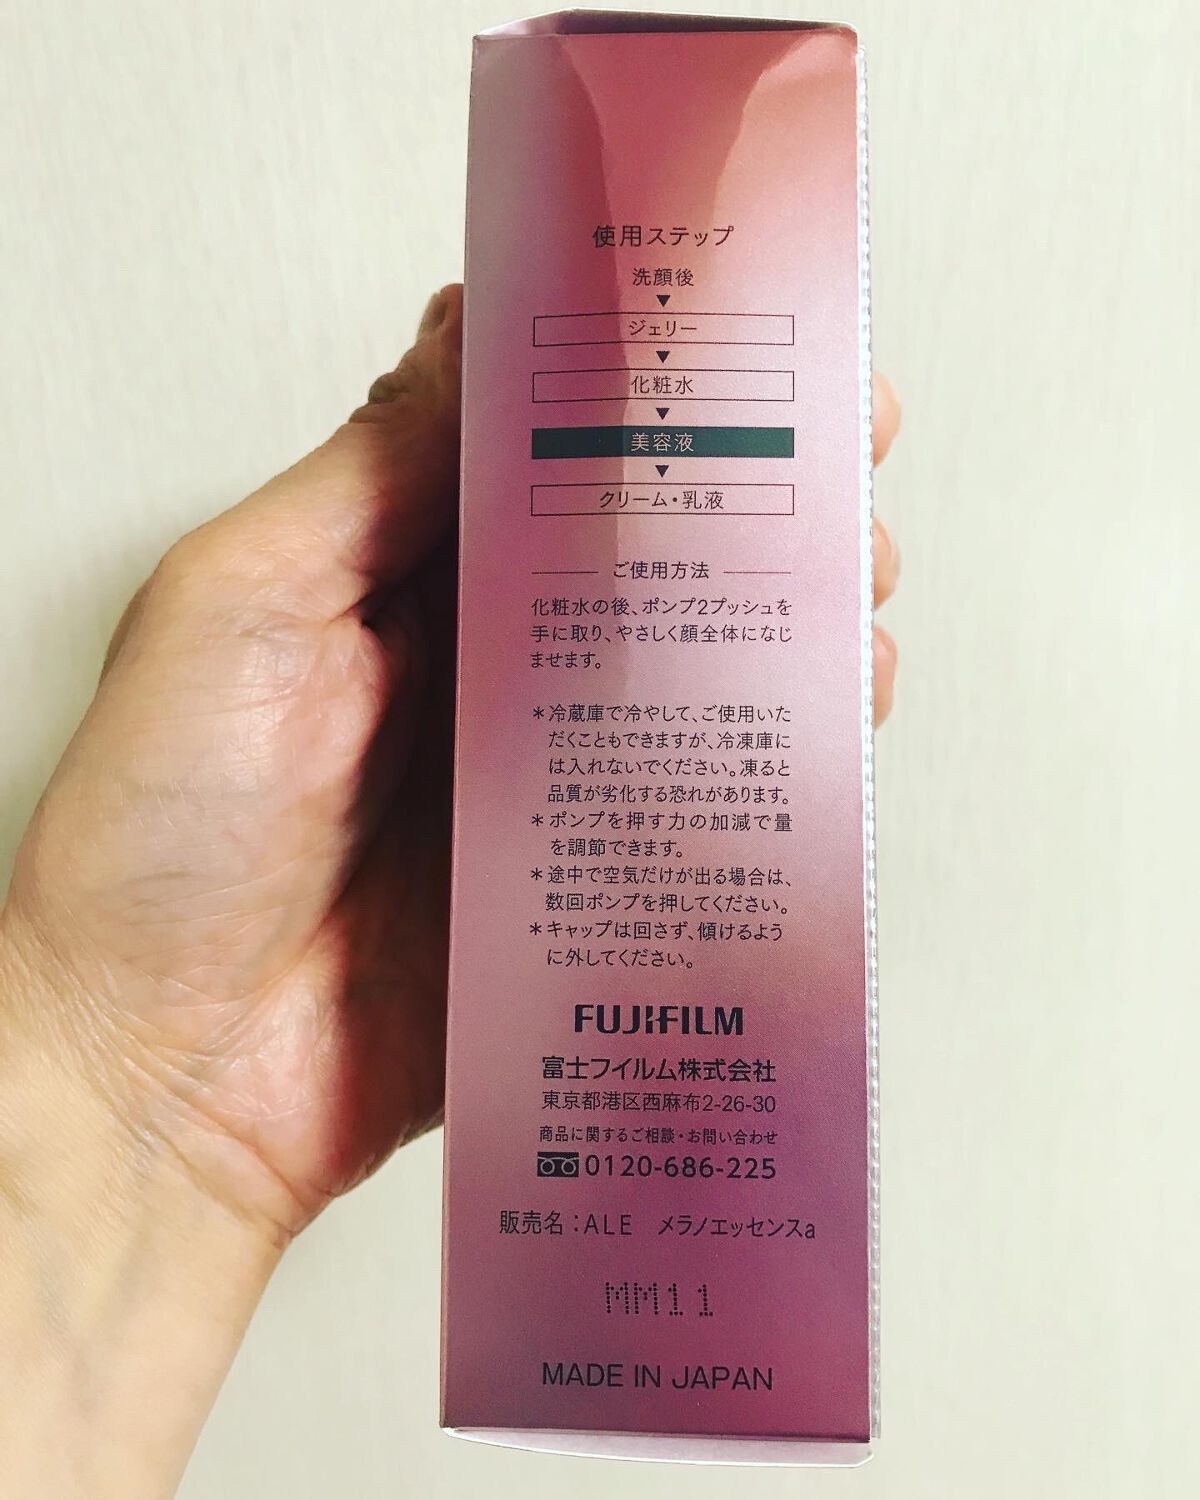 使用ステップ
洗顔後
▼
ジェリー
▼
化粧水
▼
美容液
▼
クリーム・乳液
ご使用方法
化粧水の後、ポンプ2プッシュを
手に取り、やさしく顔全体になじ
ませます。
＊冷蔵庫で冷やして、ご使用いた
だくこともできますが、冷凍庫に
は入れないでください。凍ると
品質が劣化する恐れがあります。
＊ポンプを押す力の加減で量
を調節できます。
＊途中で空気だけが出る場合は、
数回ポンプを押してください。
＊キャップは回さず、傾けるよう
に外してください。
FUJIFILM
富士フイルム株式会社
東京都港区西麻布2-26-30
商品に関するご相談・お問い合わせ
0120-686-225
販売名：ALE　メラノエッセンスa
MM11
MADE IN JAPAN